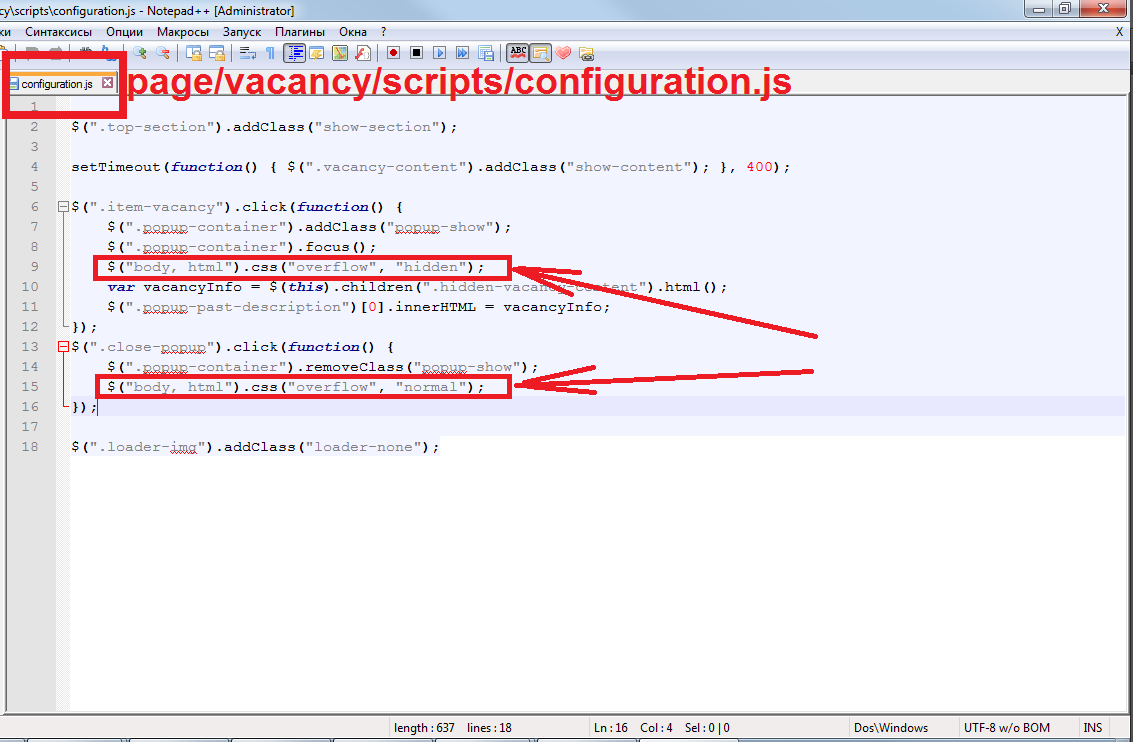 cy\scripts\configuration.js - Notepad++ [Administrator]
ки Синтаксисы Опции Макросы Запуск Плагины Окна ? X
ABC
configuration.js page/vacancy/scripts/configuration.js
1
2 $(".top-section").addClass("show-section");
3
4 setTimeout(function() { $(".vacancy-content").addClass("show-content"); }, 400);
5
6 $(".item-vacancy").click(function() {
7 $(".popup-container").addClass("popup-show");
8 $(".popup-container").focus();
9 $("body, html").css("overflow", "hidden");
10 var vacancyInfo = $(this).children(".hidden-vacancy-content").html();
11 $(".popup-past-description")[0].innerHTML = vacancyInfo;
12 });
13 $(".close-popup").click(function() {
14 $(".popup-container").removeClass("popup-show");
15 $("body, html").css("overflow", "normal");
16 });
17
18 $(".loader-img").addClass("loader-none");
length : 637 lines : 18 Ln : 16 Col : 4 Sel : 0 | 0 Dos\Windows UTF-8 w/o BOM INS